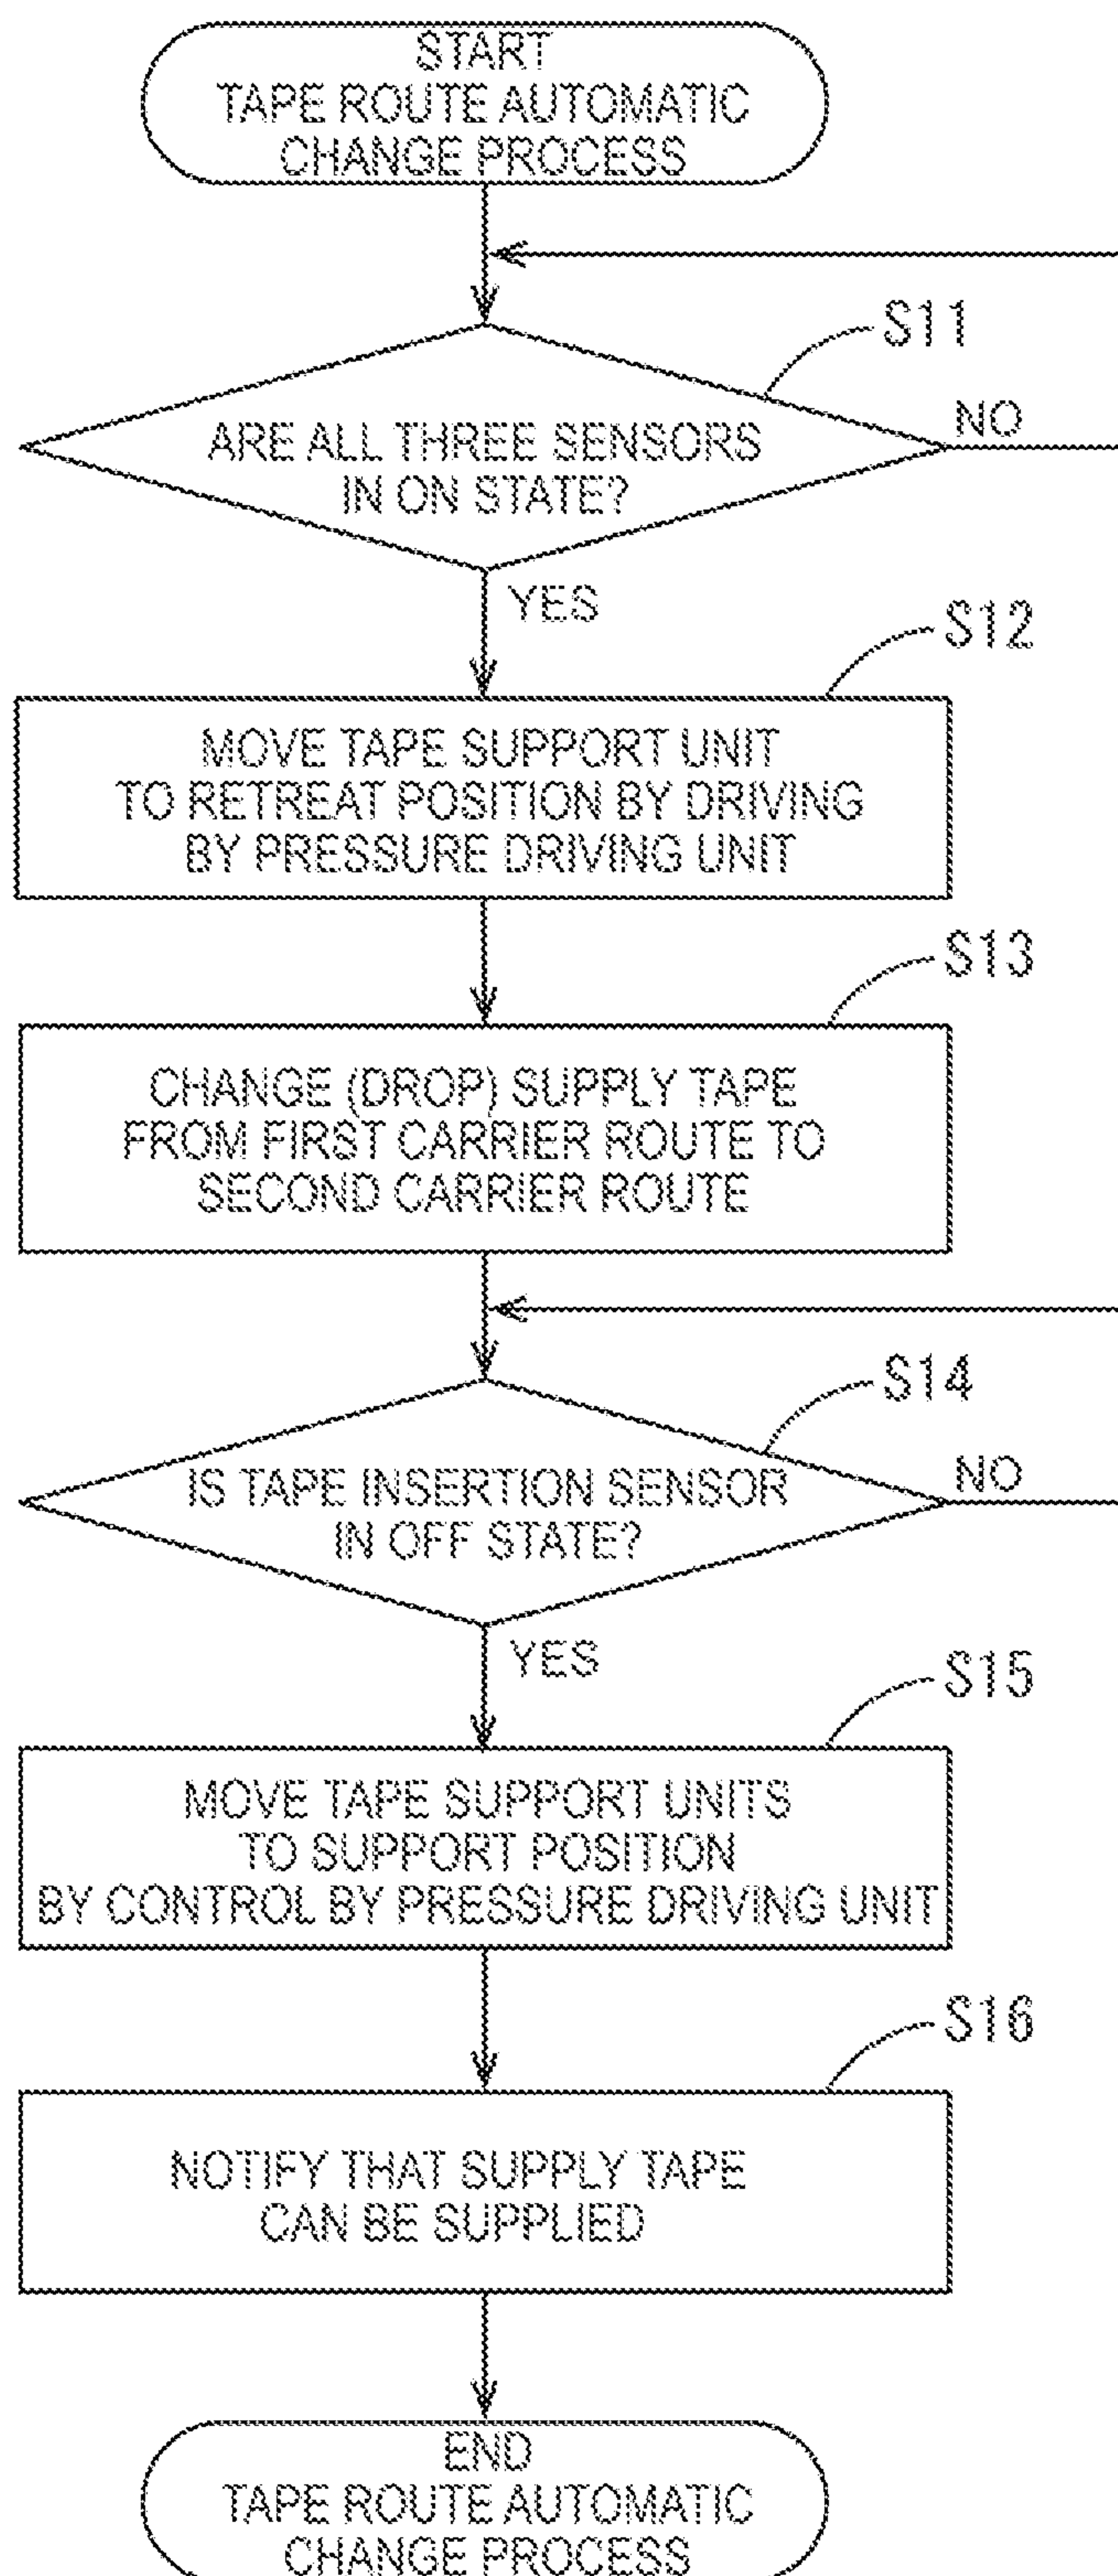 START
TAPE ROUTE AUTOMATIC
CHANGE PROCESS
S11
ARE ALL THREE SENSORS
IN ON STATE?
NO
YES
S12
MOVE TAPE SUPPORT UNIT
TO RETREAT POSITION BY DRIVING
BY PRESSURE DRIVING UNIT
S13
CHANGE (DROP) SUPPLY TAPE
FROM FIRST CARRIER ROUTE TO
SECOND CARRIER ROUTE
S14
IS TAPE INSERTION SENSOR
IN OFF STATE?
NO
YES
S15
MOVE TAPE SUPPORT UNITS
TO SUPPORT POSITION
BY CONTROL BY PRESSURE DRIVING UNIT
S16
NOTIFY THAT SUPPLY TAPE
CAN BE SUPPLIED
END
TAPE ROUTE AUTOMATIC
CHANGE PROCESS